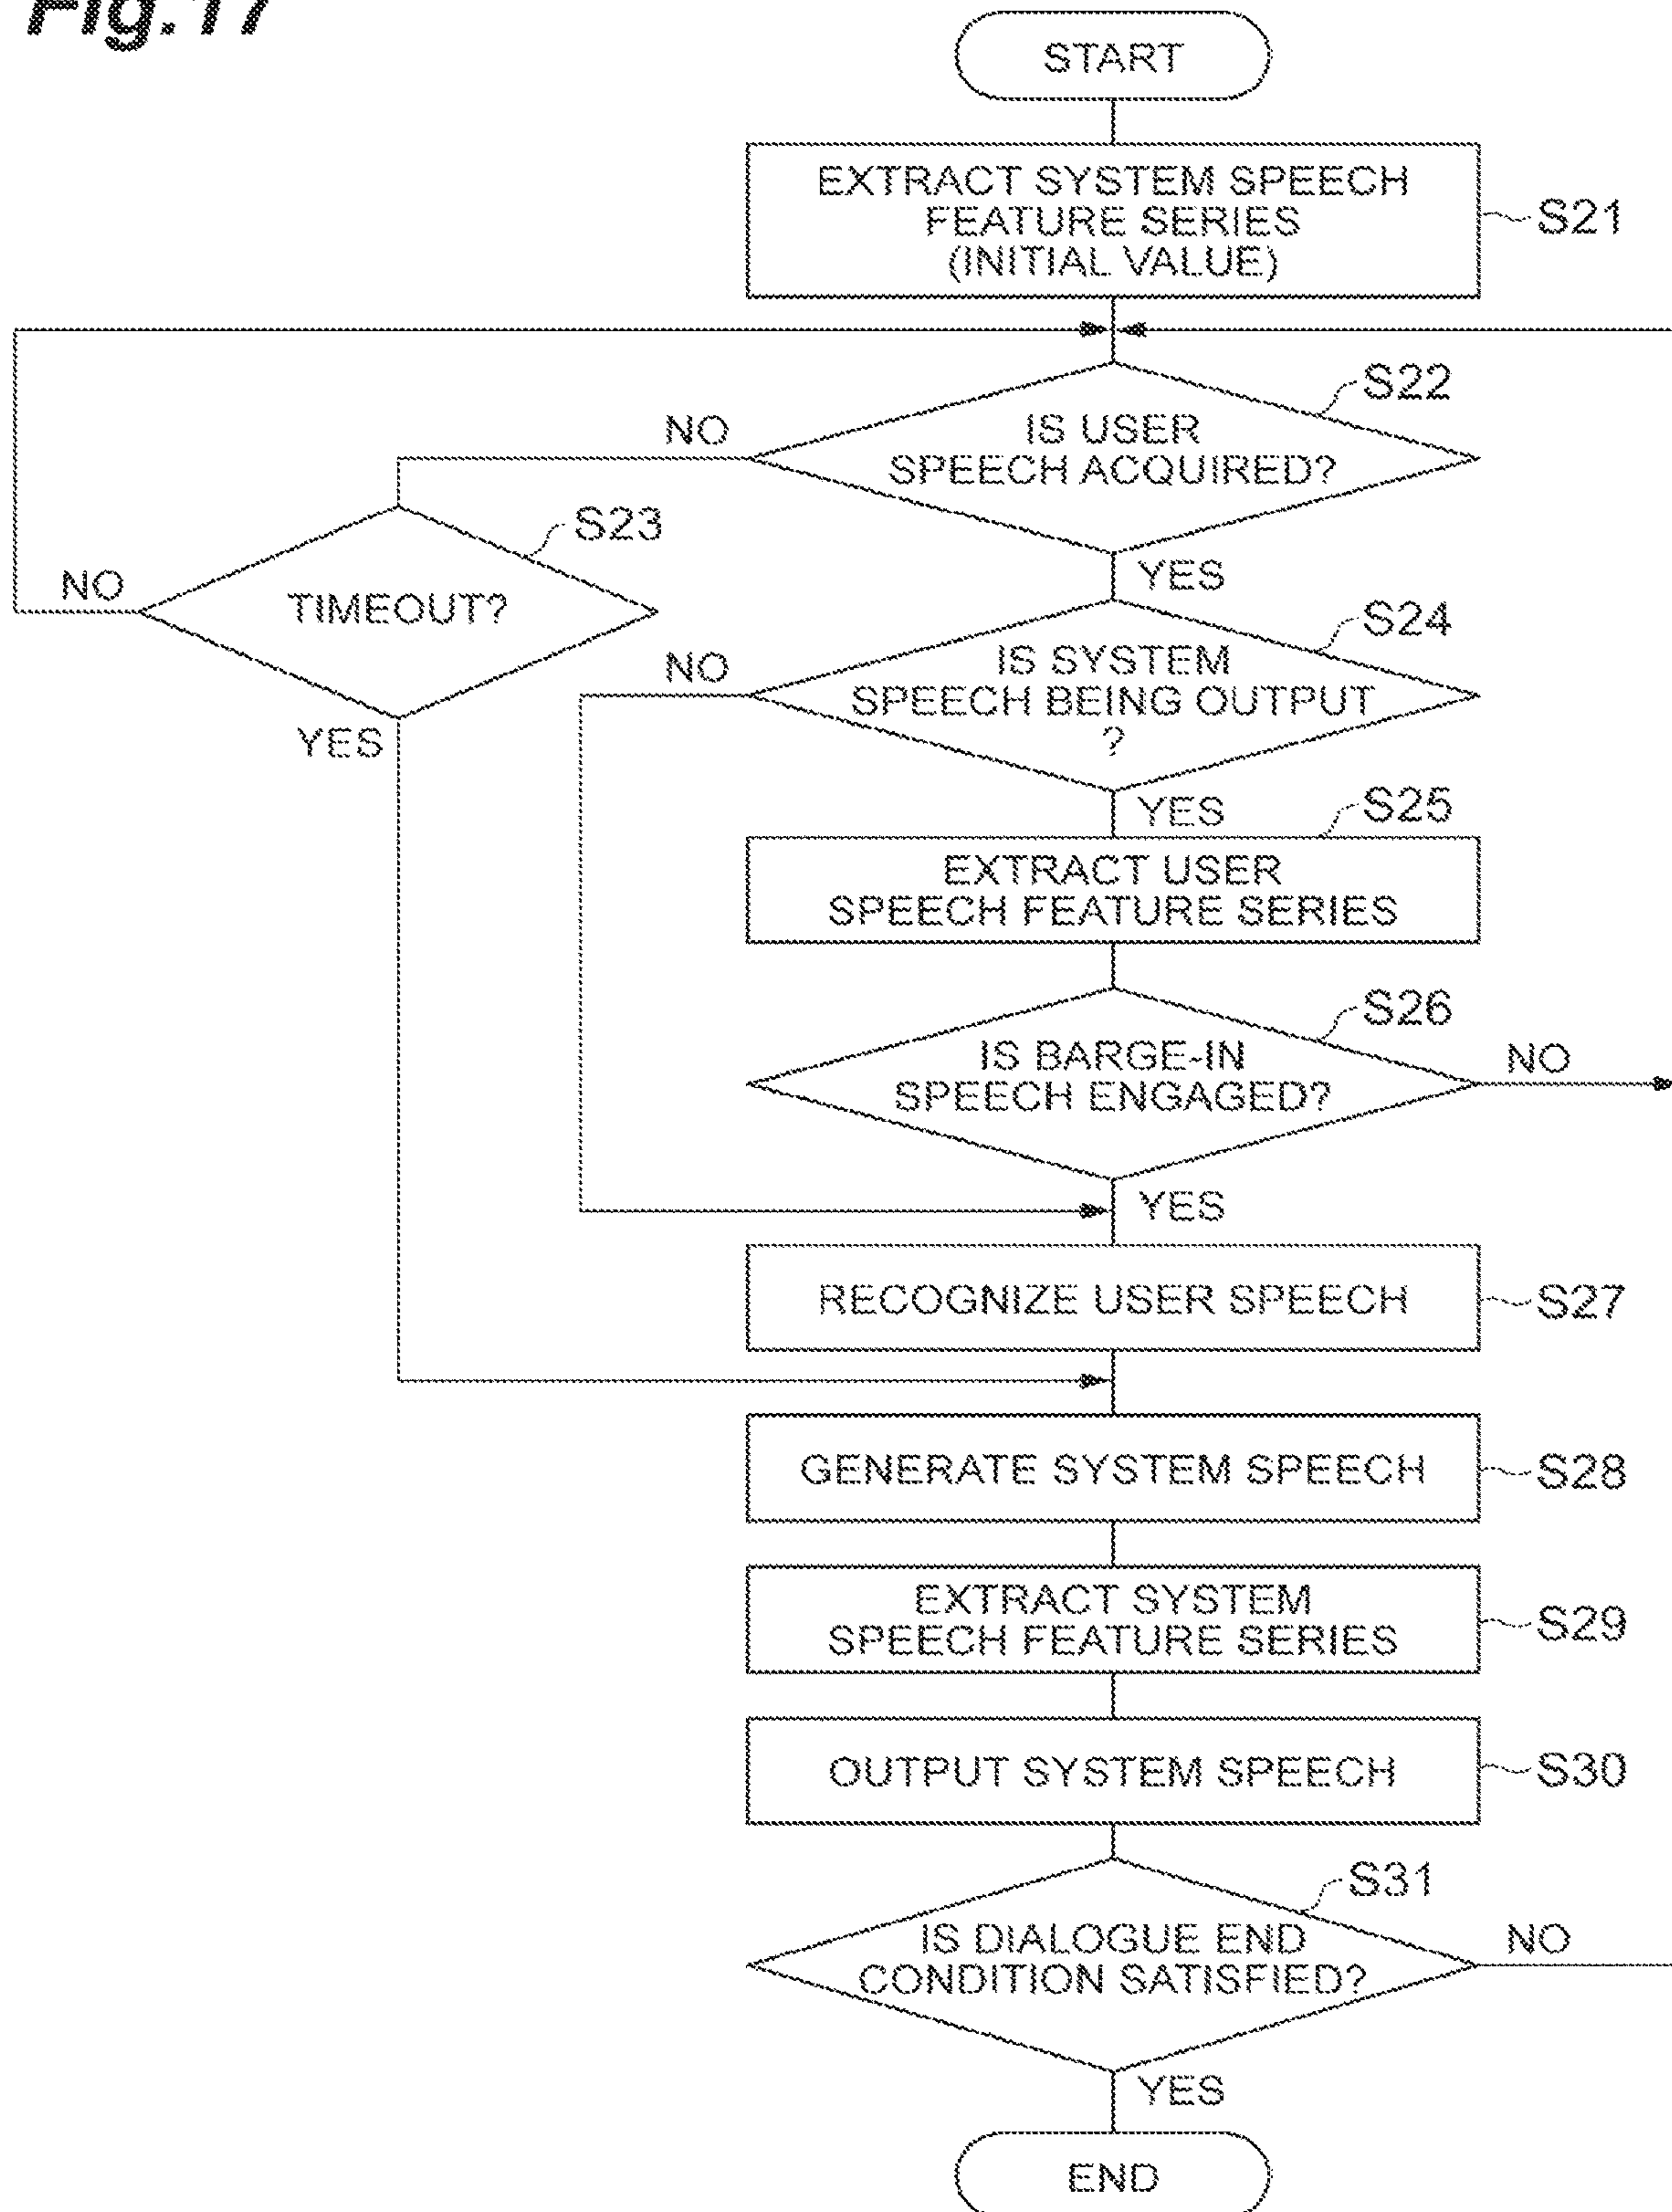 Fig.17
START
EXTRACT SYSTEM SPEECH
FEATURE SERIES
(INITIAL VALUE)
S21
S22
NO
IS USER
SPEECH ACQUIRED?
S23
YES
NO
TIMEOUT?
S24
NO
IS SYSTEM
SPEECH BEING OUTPUT
?
YES
S25
YES
EXTRACT USER
SPEECH FEATURE SERIES
S26
IS BARGE-IN
SPEECH ENGAGED?
NO
YES
RECOGNIZE USER SPEECH
S27
GENERATE SYSTEM SPEECH
S28
EXTRACT SYSTEM
SPEECH FEATURE SERIES
S29
OUTPUT SYSTEM SPEECH
S30
S31
IS DIALOGUE END
CONDITION SATISFIED?
NO
YES
END